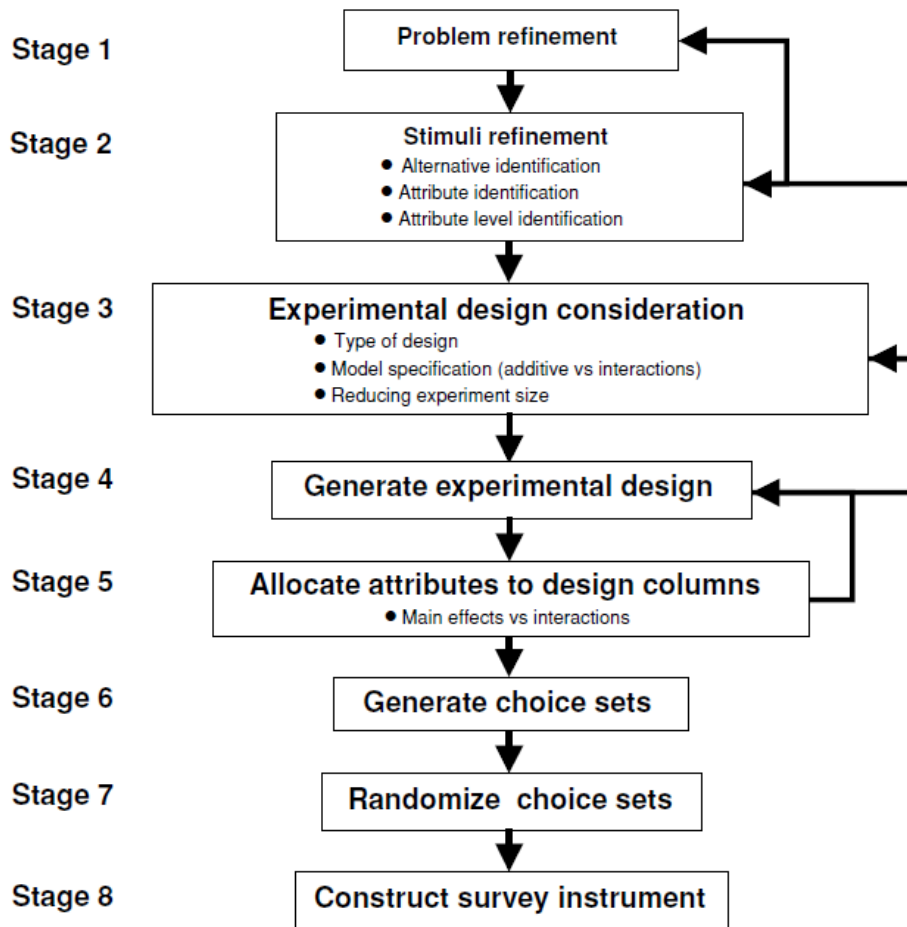 Stage 1
Problem refinement
Stage 2
Stimuli refinement
● Alternative identification
● Attribute identification
● Attribute level identification
Stage 3
Experimental design consideration
● Type of design
● Model specification (additive vs interactions)
● Reducing experiment size
Stage 4
Generate experimental design
Stage 5
Allocate attributes to design columns
● Main effects vs interactions
Stage 6
Generate choice sets
Stage 7
Randomize choice sets
Stage 8
Construct survey instrument